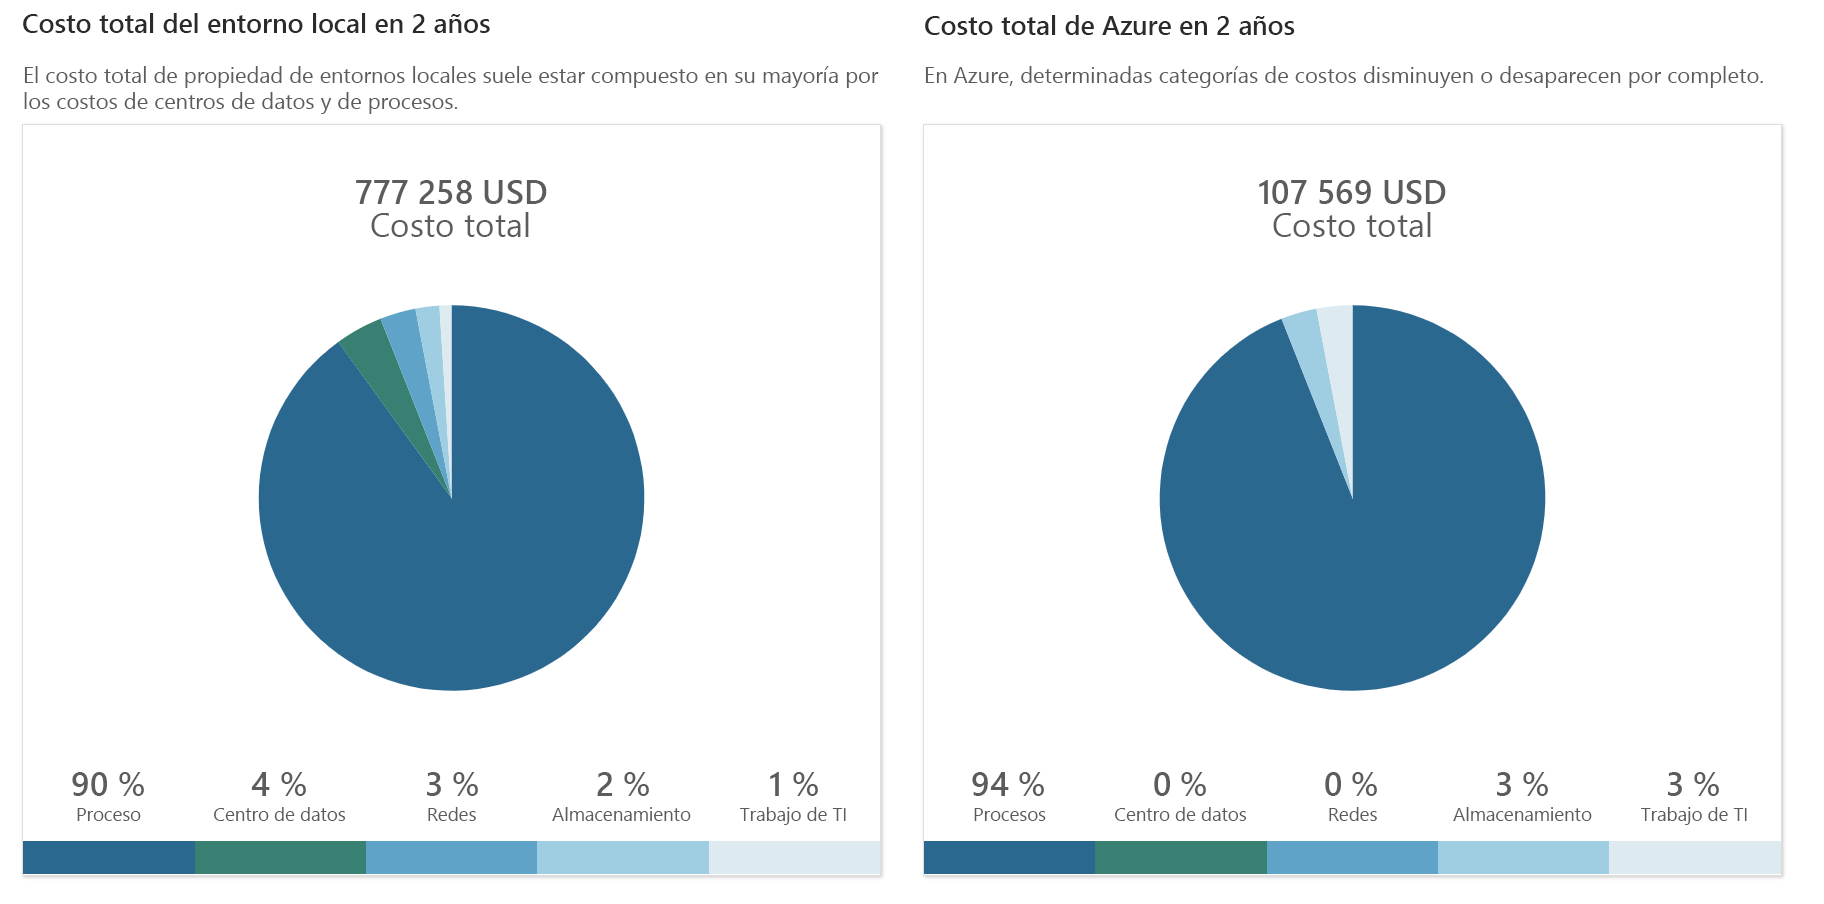 Costo total del entorno local en 2 años
El costo total de propiedad de entornos locales suele estar compuesto en su mayoría por
los costos de centros de datos y de procesos.
777 258 USD
Costo total
90 %
Proceso
4 %
Centro de datos
3 %
Redes
2 %
Almacenamiento
1 %
Trabajo de TI
Costo total de Azure en 2 años
En Azure, determinadas categorías de costos disminuyen o desaparecen por completo.
107 569 USD
Costo total
94 %
Procesos
0 %
Centro de datos
0 %
Redes
3 %
Almacenamiento
3 %
Trabajo de TI